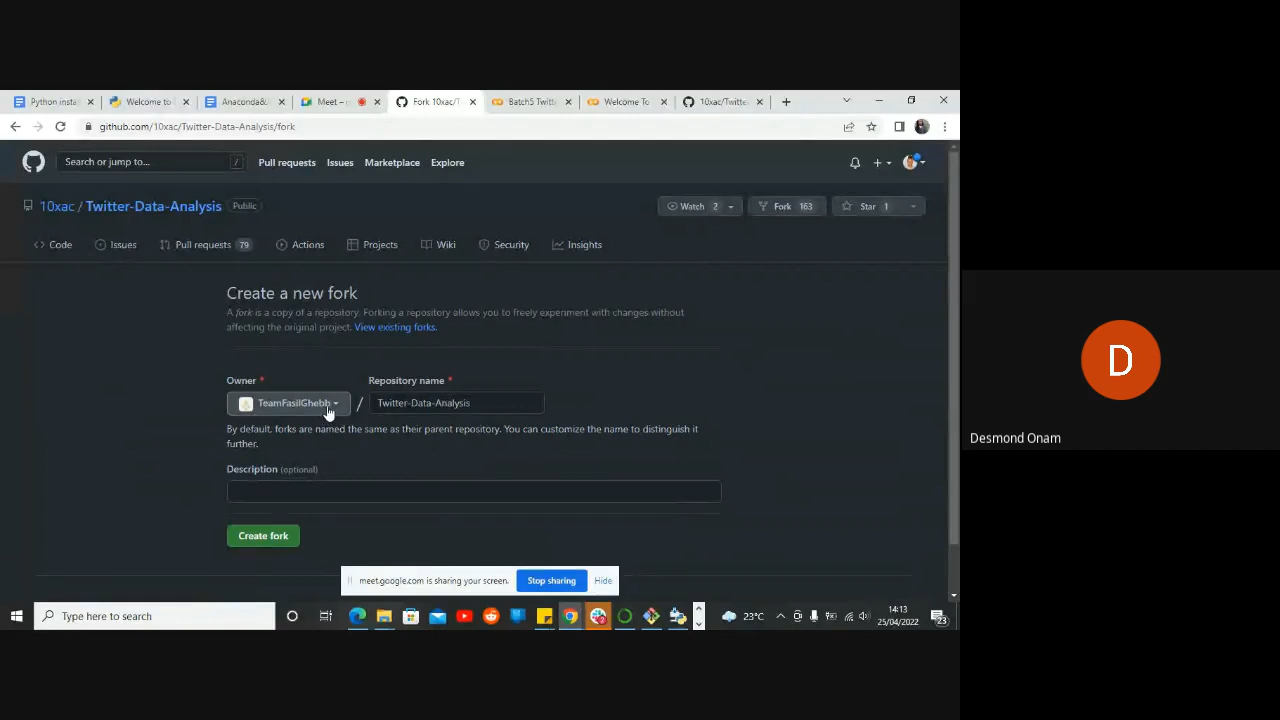 Python insta
Welcome to
Anaconda&
Meet –
Fork 10xac/T
Batch5 Twitt
Welcome To
10xac/Twitte
github.com/10xac/Twitter-Data-Analysis/fork
Search or jump to... /
Pull requests Issues Marketplace Explore
10xac / Twitter-Data-Analysis Public
Watch 2 Fork 163 Star 1
Code Issues Pull requests 79 Actions Projects Wiki Security Insights
Create a new fork
A fork is a copy of a repository. Forking a repository allows you to freely experiment with changes without
affecting the original project. View existing forks.
Owner * Repository name *
TeamFasilGhebb / Twitter-Data-Analysis
By default, forks are named the same as their parent repository. You can customize the name to distinguish it
further.
Description (optional)
Create fork
meet.google.com is sharing your screen. Stop sharing Hide
Type here to search
23°C
14:13
25/04/2022
23
D
Desmond Onam